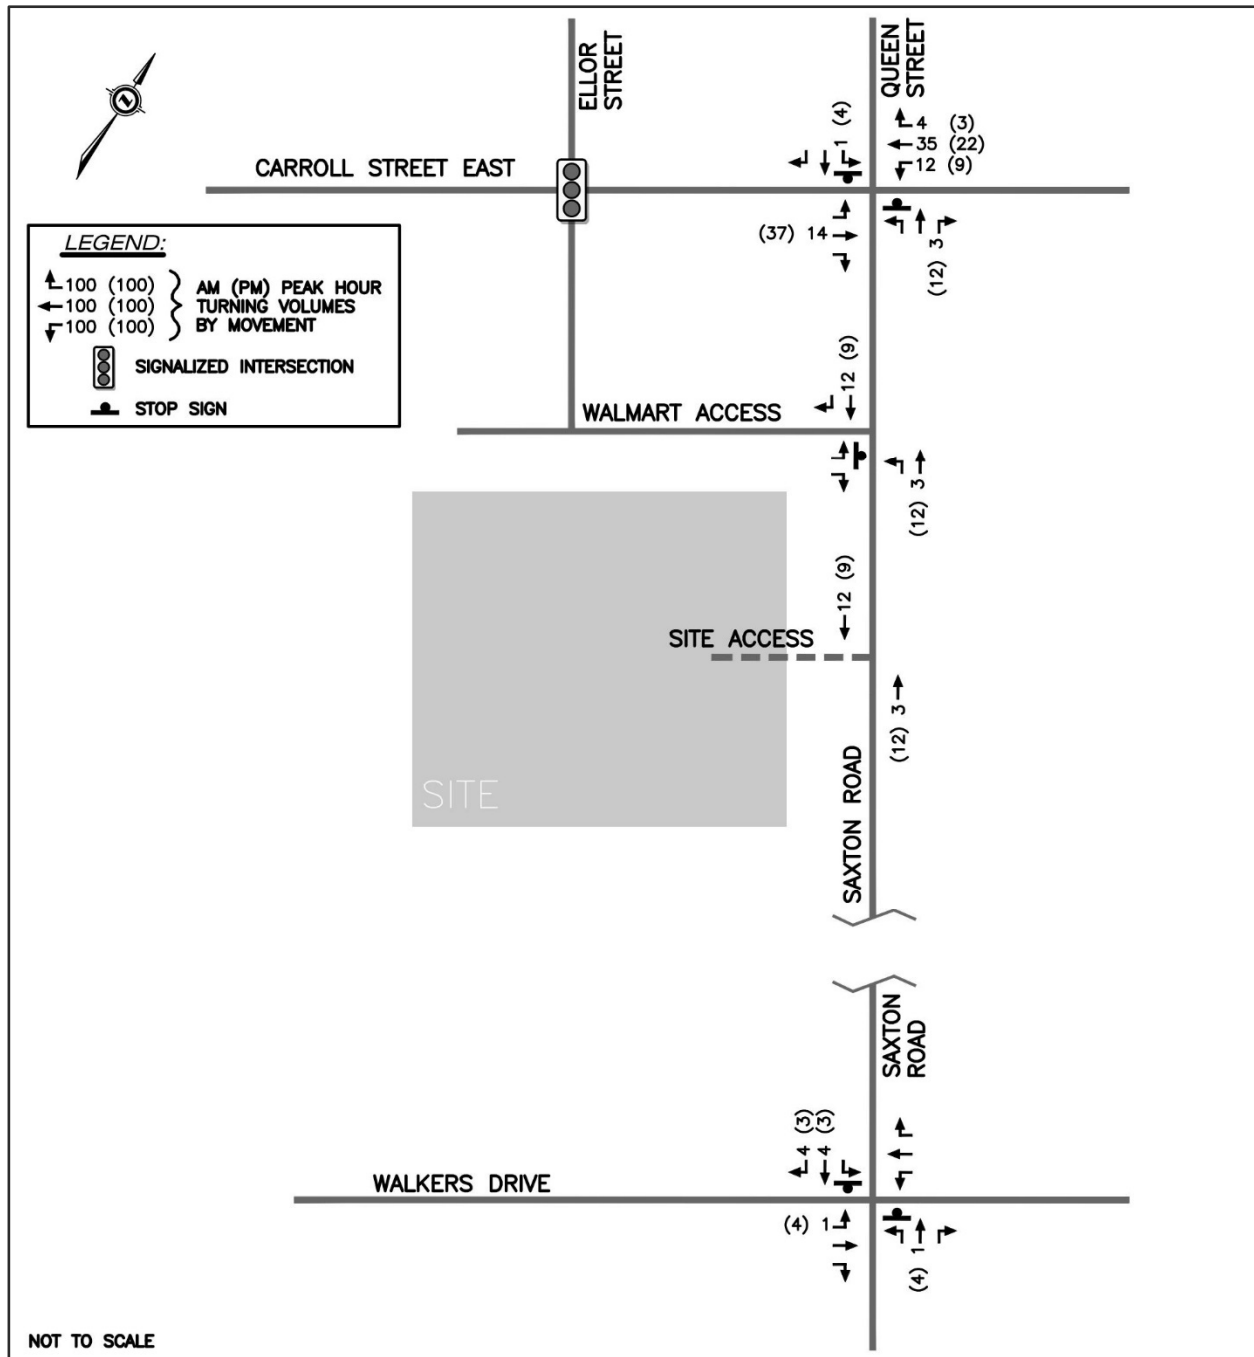 ELLOR
STREET
QUEEN
STREET
CARROLL STREET EAST
1 (4)
4 (3)
35 (22)
12 (9)
(37) 14
(12) 3
LEGEND:
100 (100)
100 (100)
100 (100)
AM (PM) PEAK HOUR
TURNING VOLUMES
BY MOVEMENT
SIGNALIZED INTERSECTION
STOP SIGN
12 (9)
WALMART ACCESS
(12) 3
12 (9)
SITE ACCESS
(12) 3
SITE
SAXTON ROAD
SAXTON
ROAD
4 (3)
4 (3)
WALKERS DRIVE
(4) 1
(4) 1
NOT TO SCALE